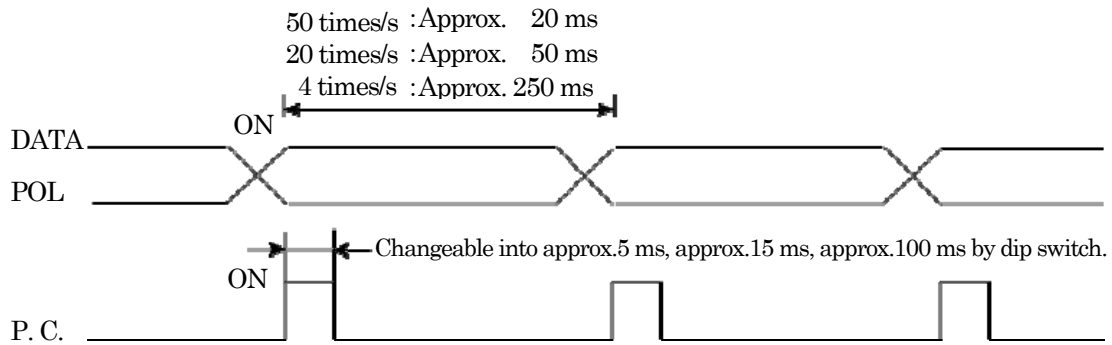 50 times/s : Approx. 20 ms
20 times/s : Approx. 50 ms
4 times/s : Approx. 250 ms
ON
DATA
POL
Changeable into approx.5 ms, approx.15 ms, approx.100 ms by dip switch.
ON
P. C.